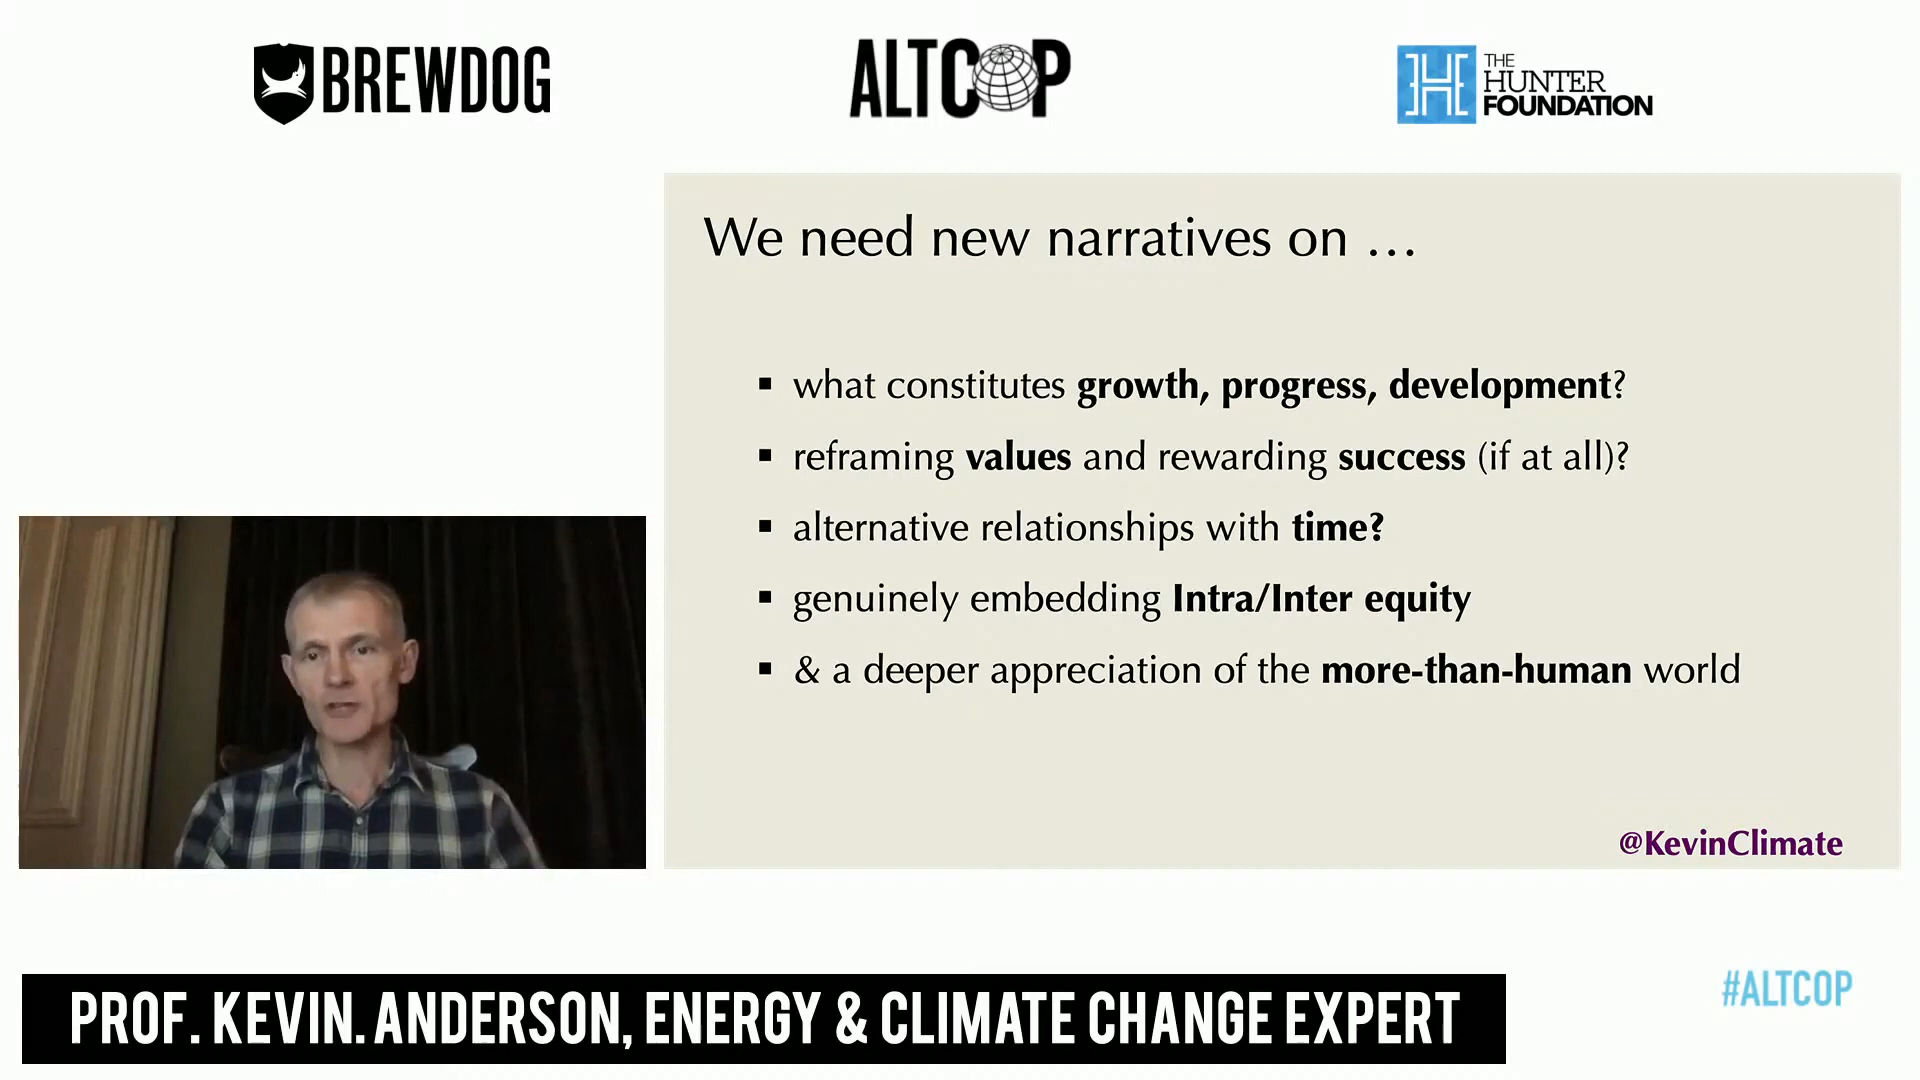 BREWDOG
ALTCOP
THE
HUNTER
FOUNDATION
We need new narratives on …
▪ what constitutes growth, progress, development?
▪ reframing values and rewarding success (if at all)?
▪ alternative relationships with time?
▪ genuinely embedding Intra/Inter equity
▪ & a deeper appreciation of the more-than-human world
@KevinClimate
#ALTCOP
PROF. KEVIN. ANDERSON, ENERGY & CLIMATE CHANGE EXPERT